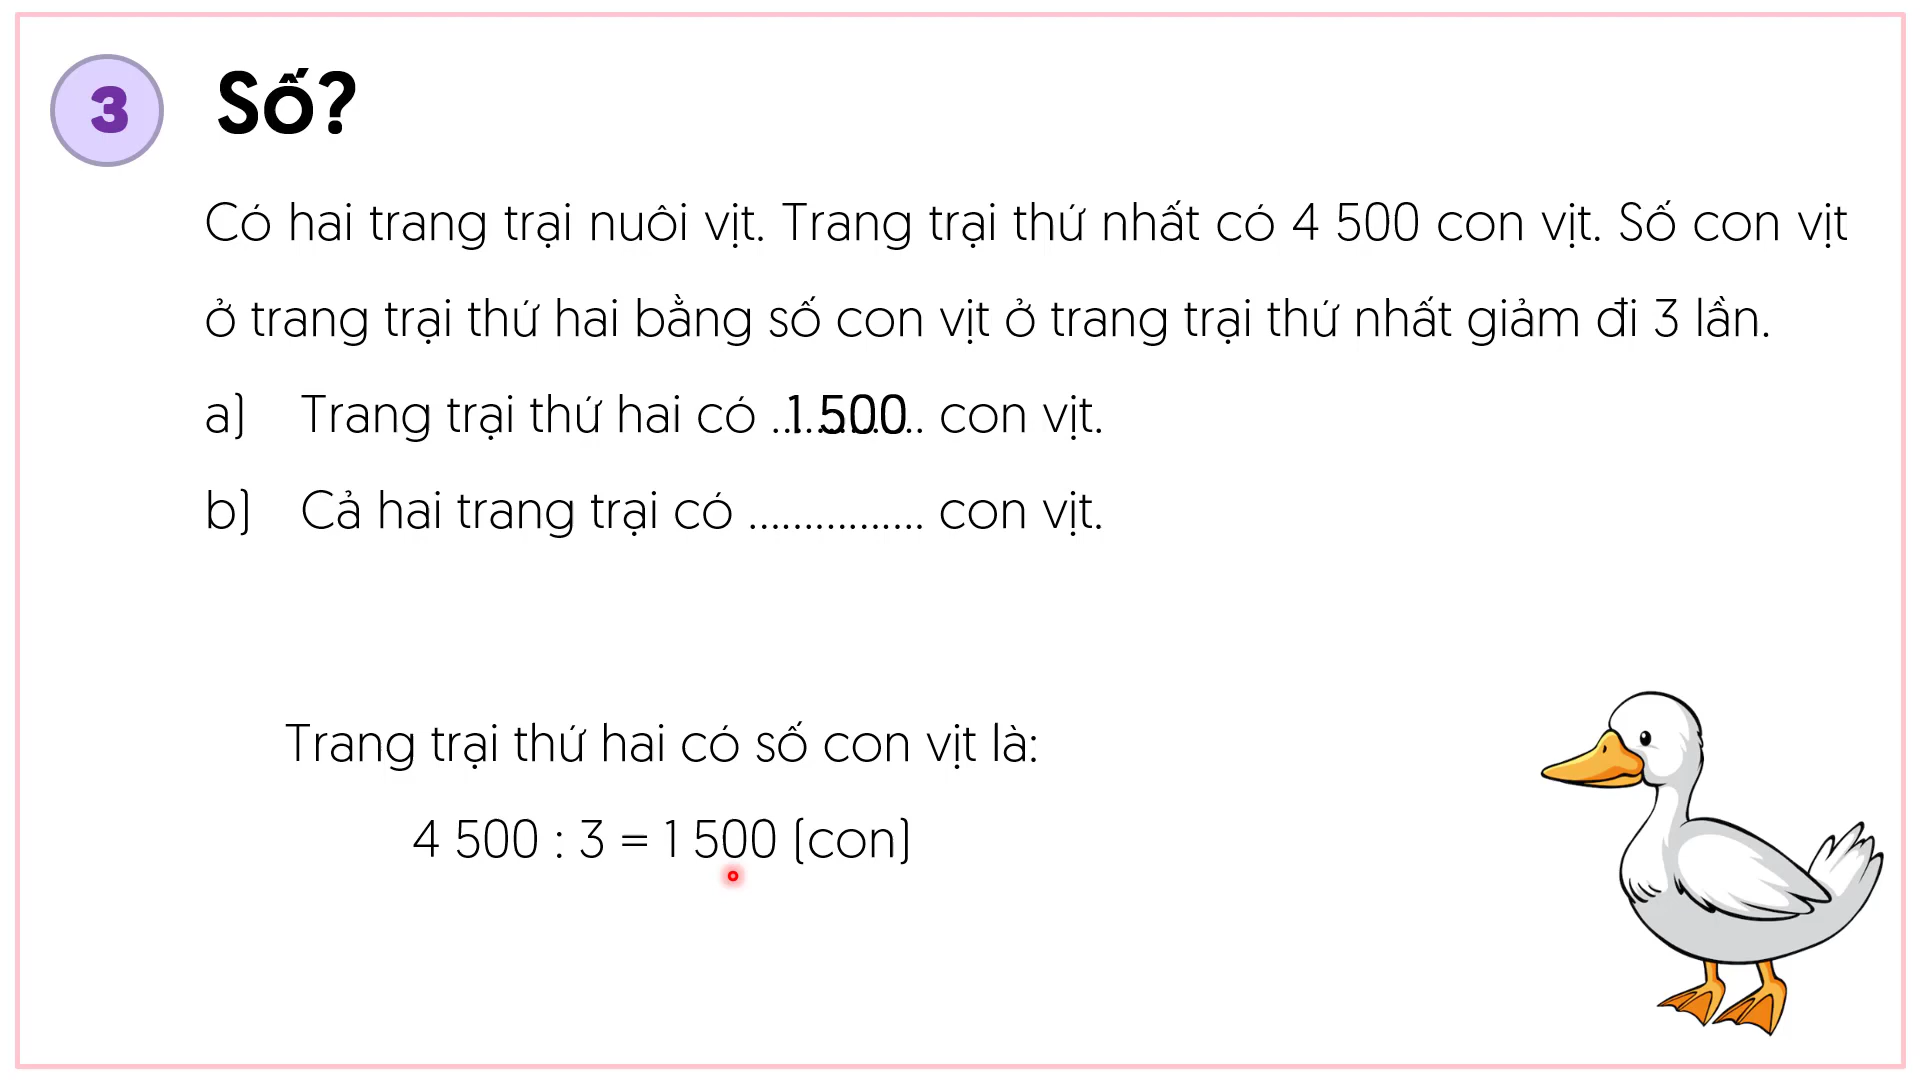 3 Số?
Có hai trang trại nuôi vịt. Trang trại thứ nhất có 4 500 con vịt. Số con vịt
ở trang trại thứ hai bằng số con vịt ở trang trại thứ nhất giảm đi 3 lần.
a) Trang trại thứ hai có ..1 500.. con vịt.
b) Cả hai trang trại có ................ con vịt.
Trang trại thứ hai có số con vịt là:
4 500 : 3 = 1 500 (con)